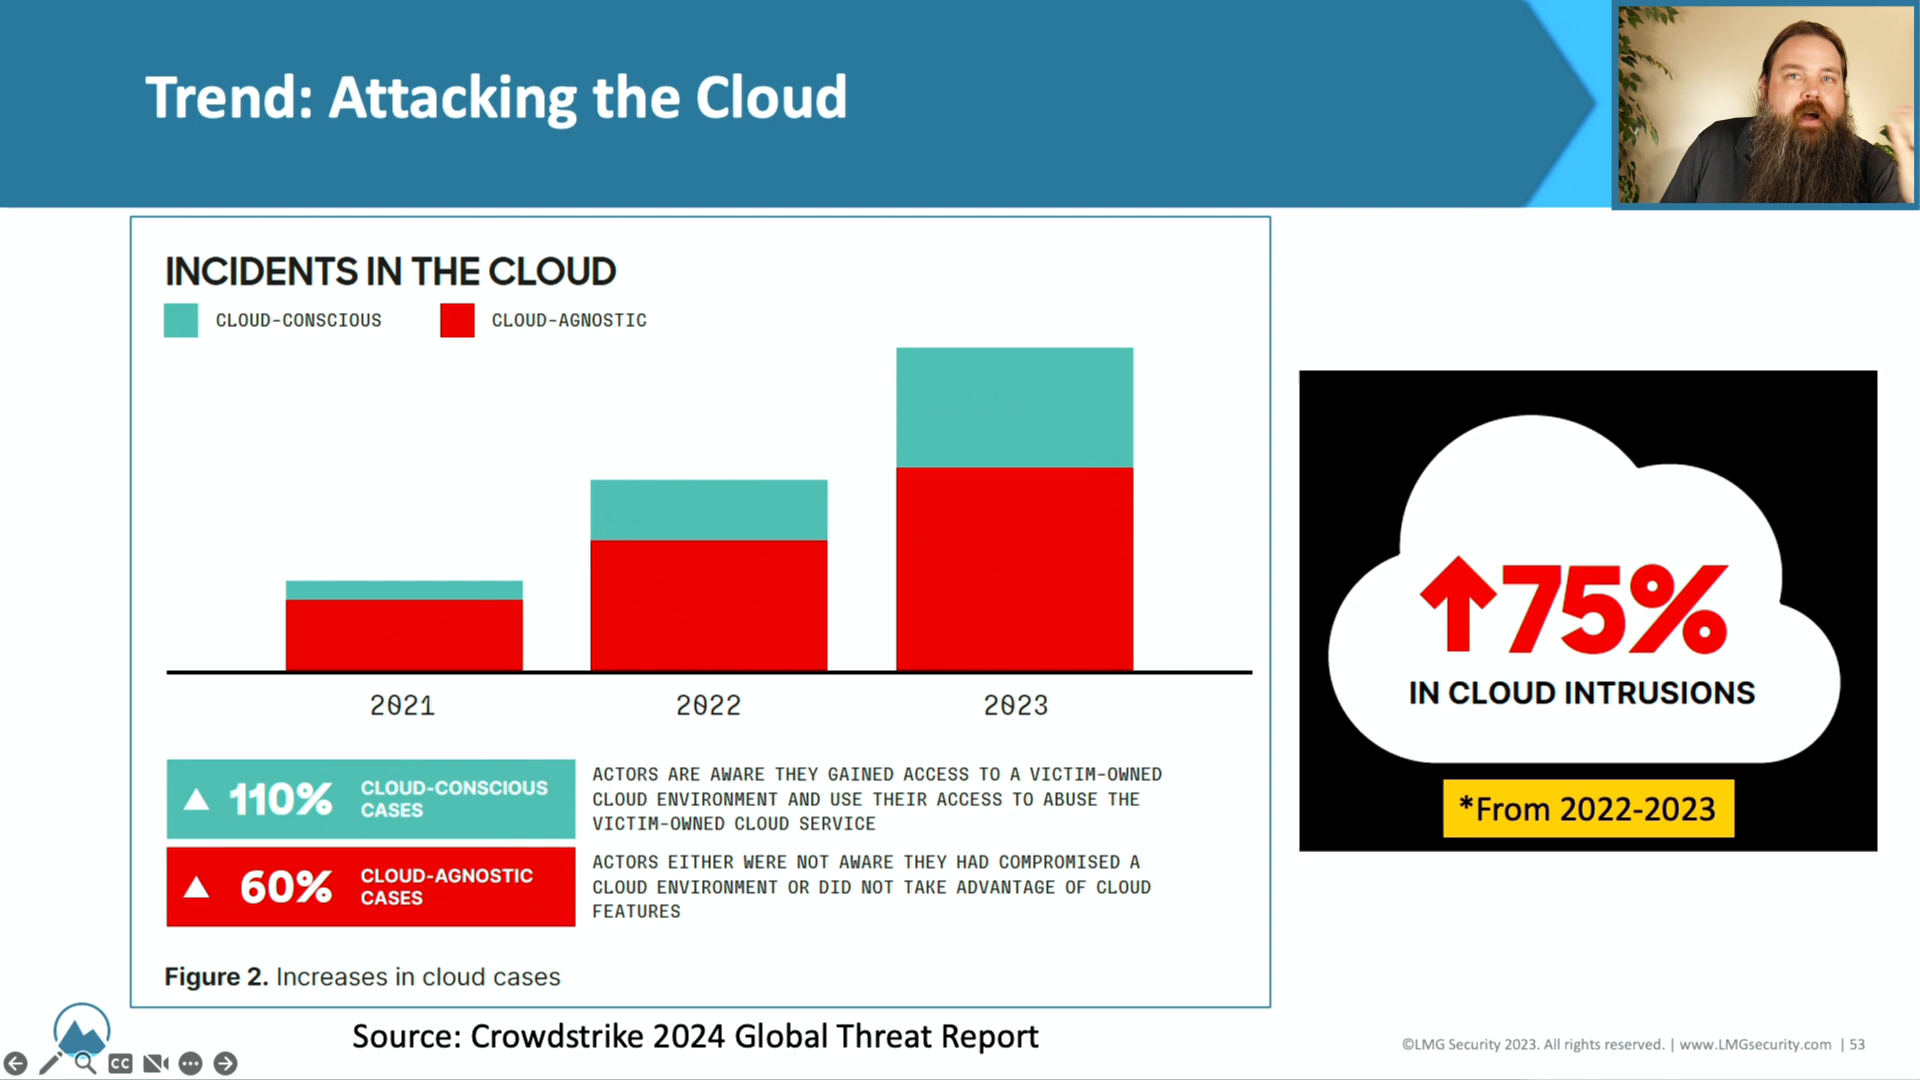 Trend: Attacking the Cloud
INCIDENTS IN THE CLOUD
CLOUD-CONSCIOUS
CLOUD-AGNOSTIC
2021
2022
2023
110%
CLOUD-CONSCIOUS
CASES
ACTORS ARE AWARE THEY GAINED ACCESS TO A VICTIM-OWNED
CLOUD ENVIRONMENT AND USE THEIR ACCESS TO ABUSE THE
VICTIM-OWNED CLOUD SERVICE
60%
CLOUD-AGNOSTIC
CASES
ACTORS EITHER WERE NOT AWARE THEY HAD COMPROMISED A
CLOUD ENVIRONMENT OR DID NOT TAKE ADVANTAGE OF CLOUD
FEATURES
Figure 2. Increases in cloud cases
75%
IN CLOUD INTRUSIONS
*From 2022-2023
Source: Crowdstrike 2024 Global Threat Report
CC
©LMG Security 2023. All rights reserved. | www.LMGsecurity.com | 53